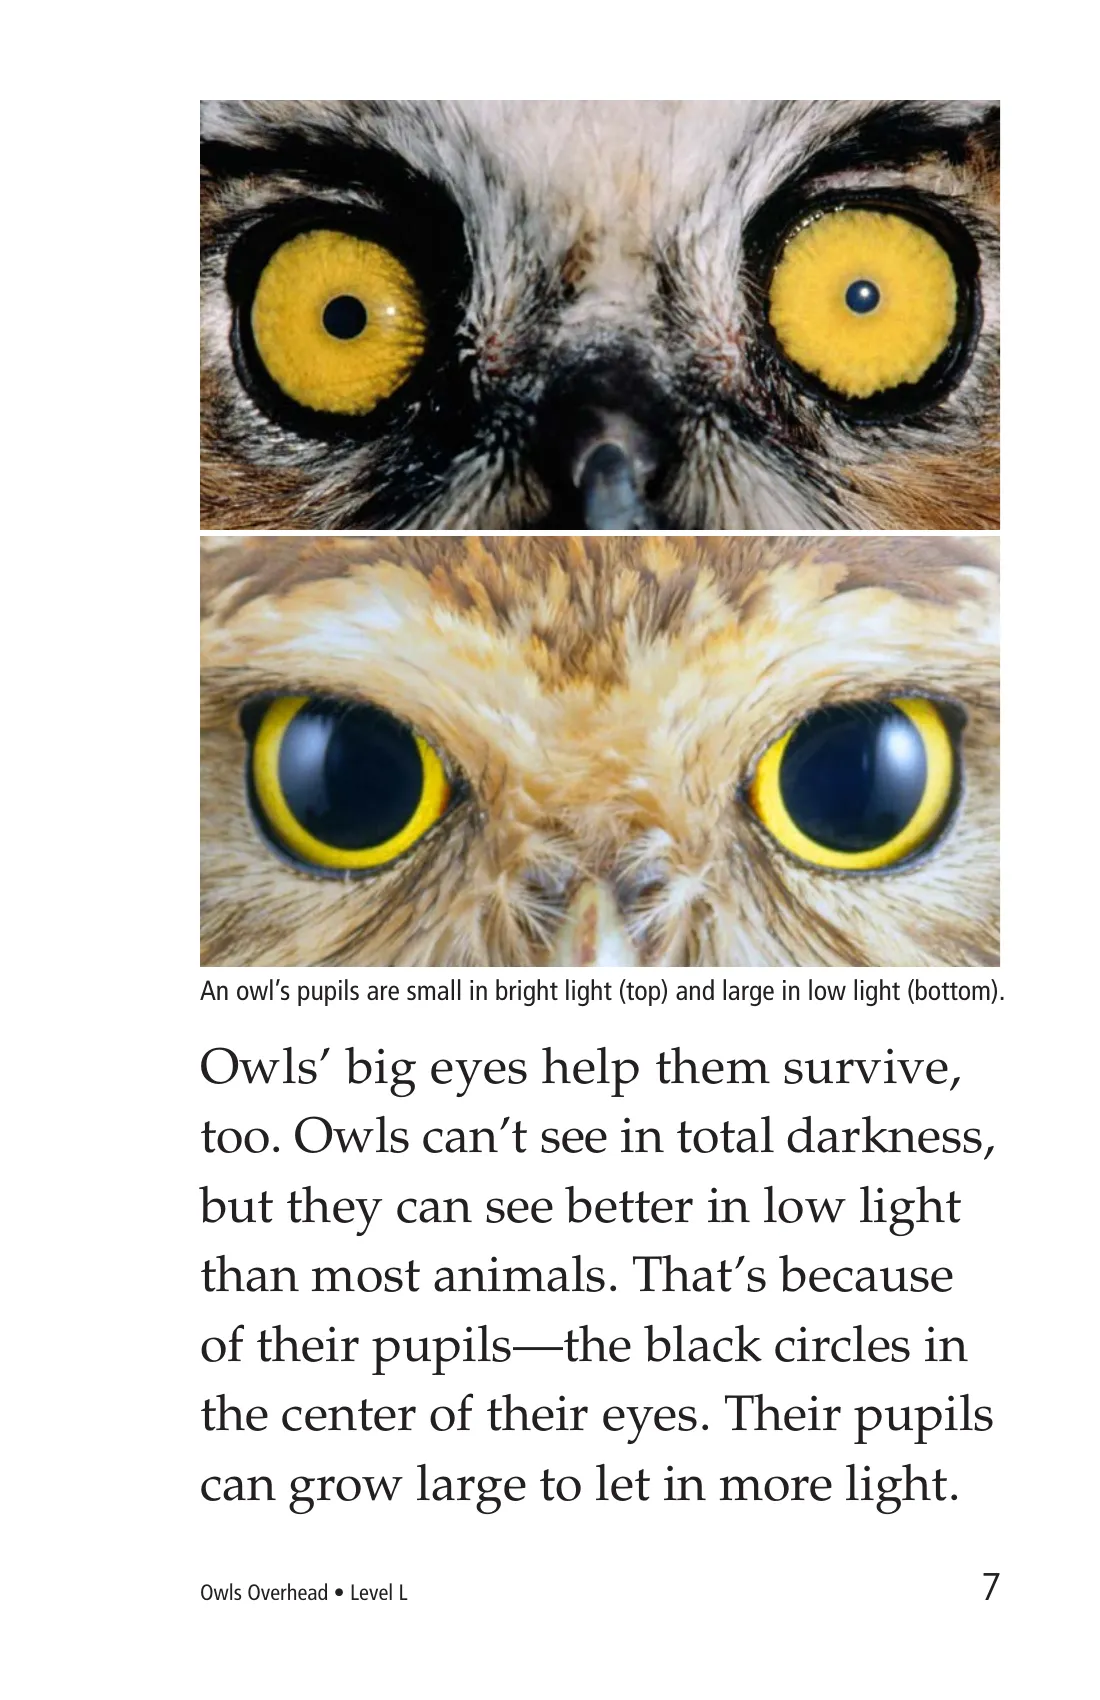 An owl’s pupils are small in bright light (top) and large in low light (bottom).
Owls’ big eyes help them survive,
too. Owls can’t see in total darkness,
but they can see better in low light
than most animals. That’s because
of their pupils—the black circles in
the center of their eyes. Their pupils
can grow large to let in more light.
Owls Overhead • Level L
7